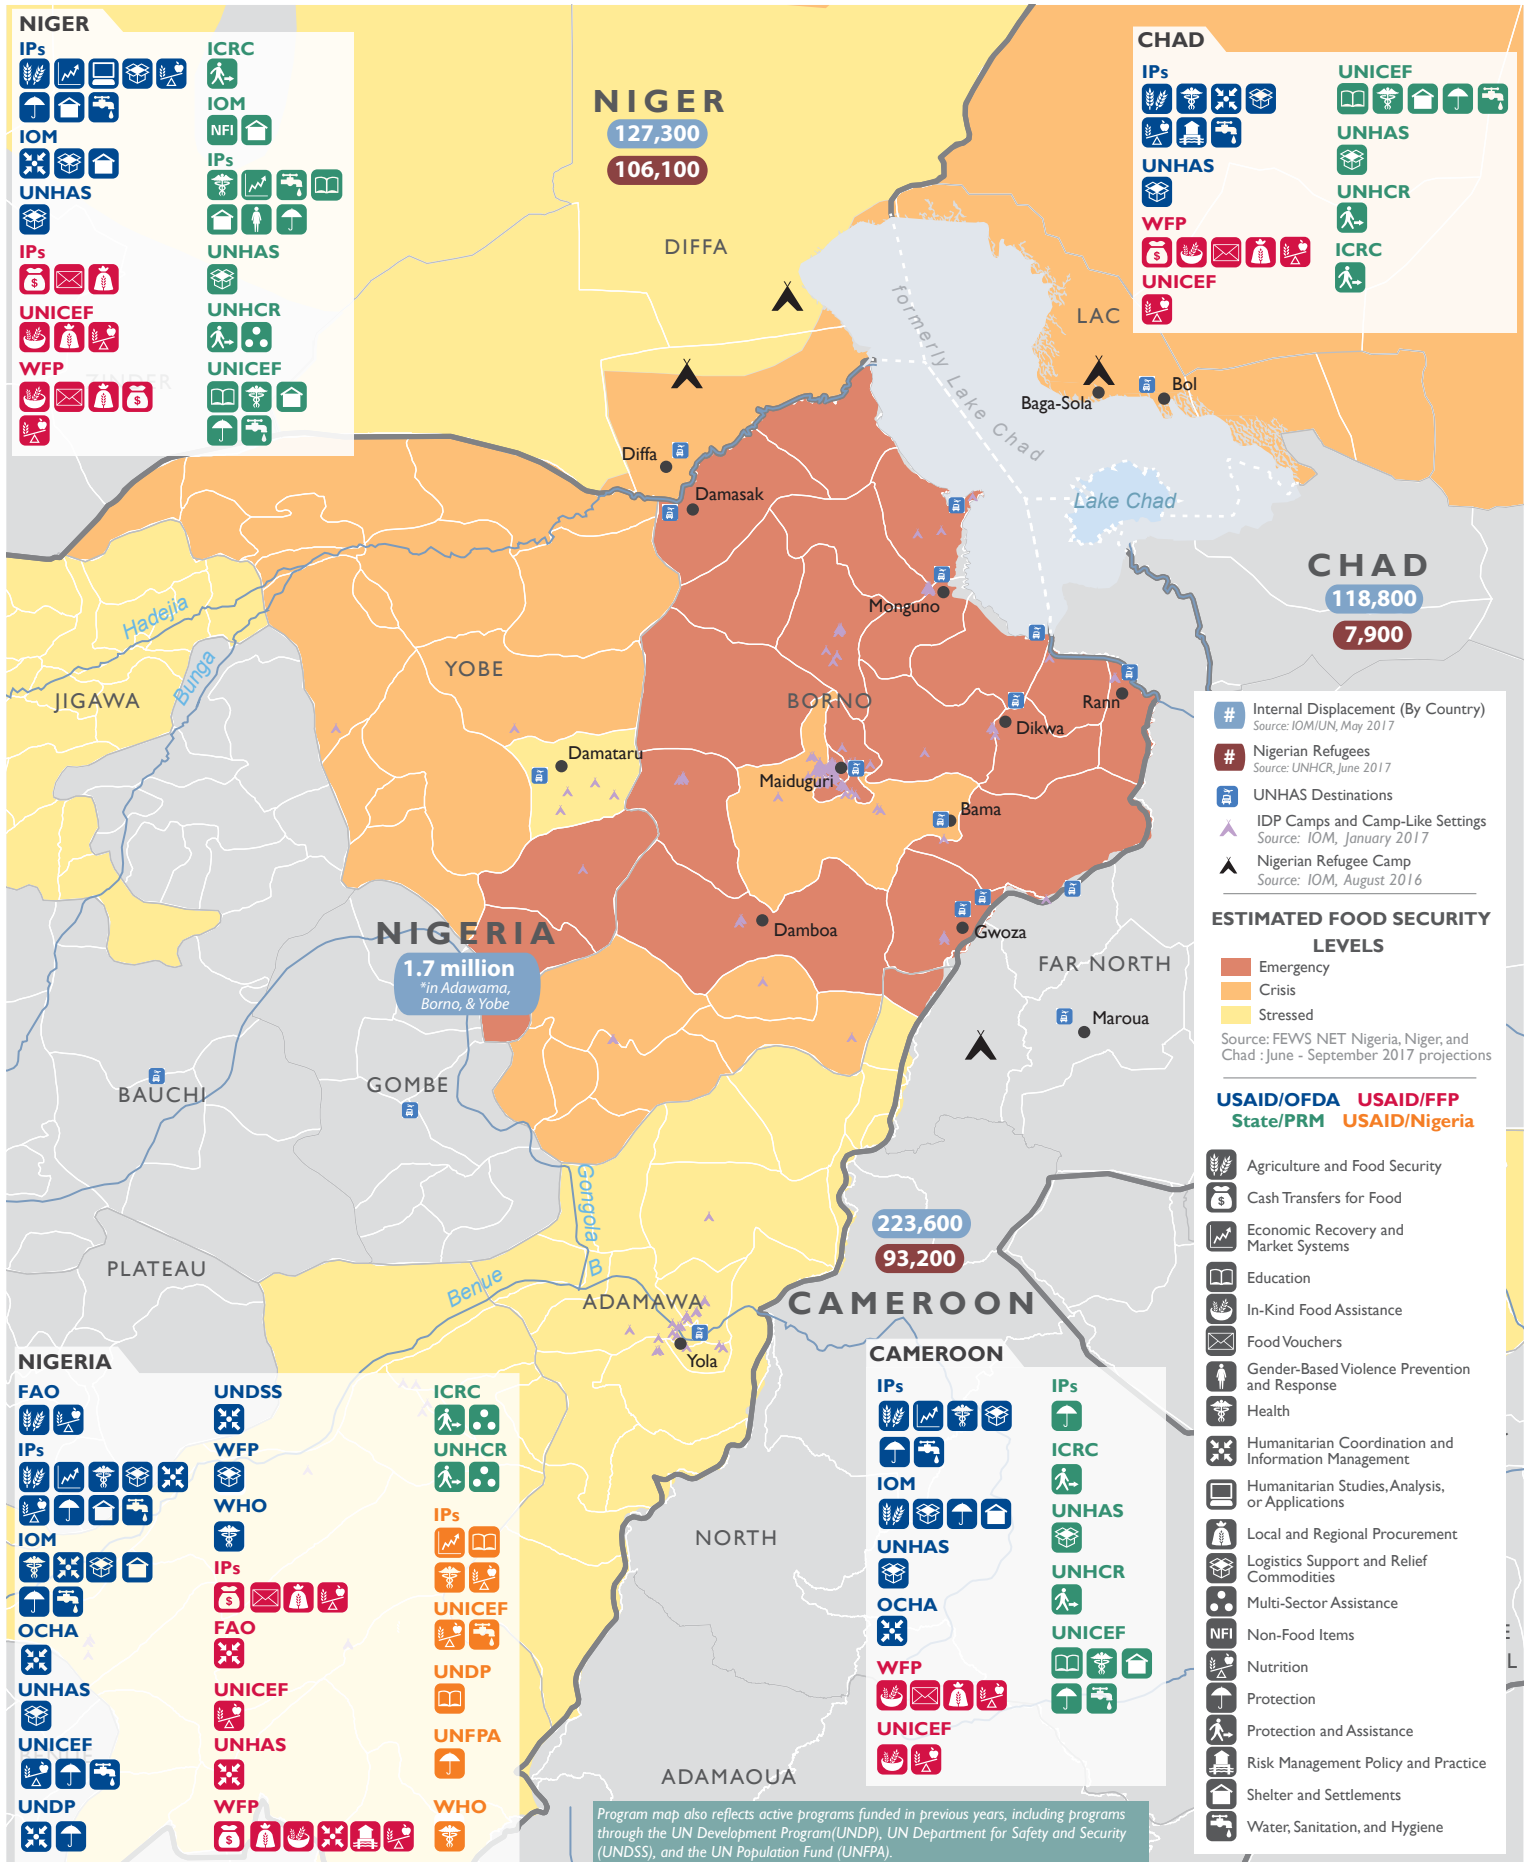 NIGER
IPs
IOM
UNHAS
IPs
UNICEF
WFP
ICRC
IOM
NFI
IPs
UNHAS
UNHCR
UNICEF
ZINDER
NIGER
127,300
106,100
DIFFA
CHAD
IPs
UNHAS
WFP
UNICEF
UNICEF
UNHAS
UNHCR
ICRC
LAC
formerly Lake Chad
Baga-Sola
Bol
Diffa
Damasak
Lake Chad
CHAD
118,800
7,900
Hadejia
Bunga
JIGAWA
YOBE
Monguno
BORNO
Rann
Dikwa
Damataru
Maiduguri
Bama
Damboa
Gwoza
FAR NORTH
Maroua
NIGERIA
1.7 million
*in Adawama,
Borno, & Yobe
BAUCHI
GOMBE
Gongola
PLATEAU
Benue
B
ADAMAWA
Yola
223,600
93,200
CAMEROON
NORTH
ADAMAOUA
# Internal Displacement (By Country)
Source: IOM/UN, May 2017
# Nigerian Refugees
Source: UNHCR, June 2017
UNHAS Destinations
IDP Camps and Camp-Like Settings
Source: IOM, January 2017
Nigerian Refugee Camp
Source: IOM, August 2016
ESTIMATED FOOD SECURITY
LEVELS
Emergency
Crisis
Stressed
Source: FEWS NET Nigeria, Niger, and
Chad : June - September 2017 projections
USAID/OFDA USAID/FFP
State/PRM USAID/Nigeria
Agriculture and Food Security
$ Cash Transfers for Food
Economic Recovery and
Market Systems
Education
In-Kind Food Assistance
Food Vouchers
Gender-Based Violence Prevention
and Response
Health
Humanitarian Coordination and
Information Management
Humanitarian Studies, Analysis,
or Applications
Local and Regional Procurement
Logistics Support and Relief
Commodities
Multi-Sector Assistance
NFI Non-Food Items
Nutrition
Protection
Protection and Assistance
Risk Management Policy and Practice
Shelter and Settlements
Water, Sanitation, and Hygiene
NIGERIA
FAO
IPs
IOM
OCHA
UNHAS
UNICEF
UNDP
UNDSS
WFP
WHO
IPs
FAO
UNICEF
UNHAS
WFP
ICRC
UNHCR
IPs
UNICEF
UNDP
UNFPA
WHO
CAMEROON
IPs
IOM
UNHAS
OCHA
WFP
UNICEF
IPs
ICRC
UNHAS
UNHCR
UNICEF
Program map also reflects active programs funded in previous years, including programs
through the UN Development Program(UNDP), UN Department for Safety and Security
(UNDSS), and the UN Population Fund (UNFPA).